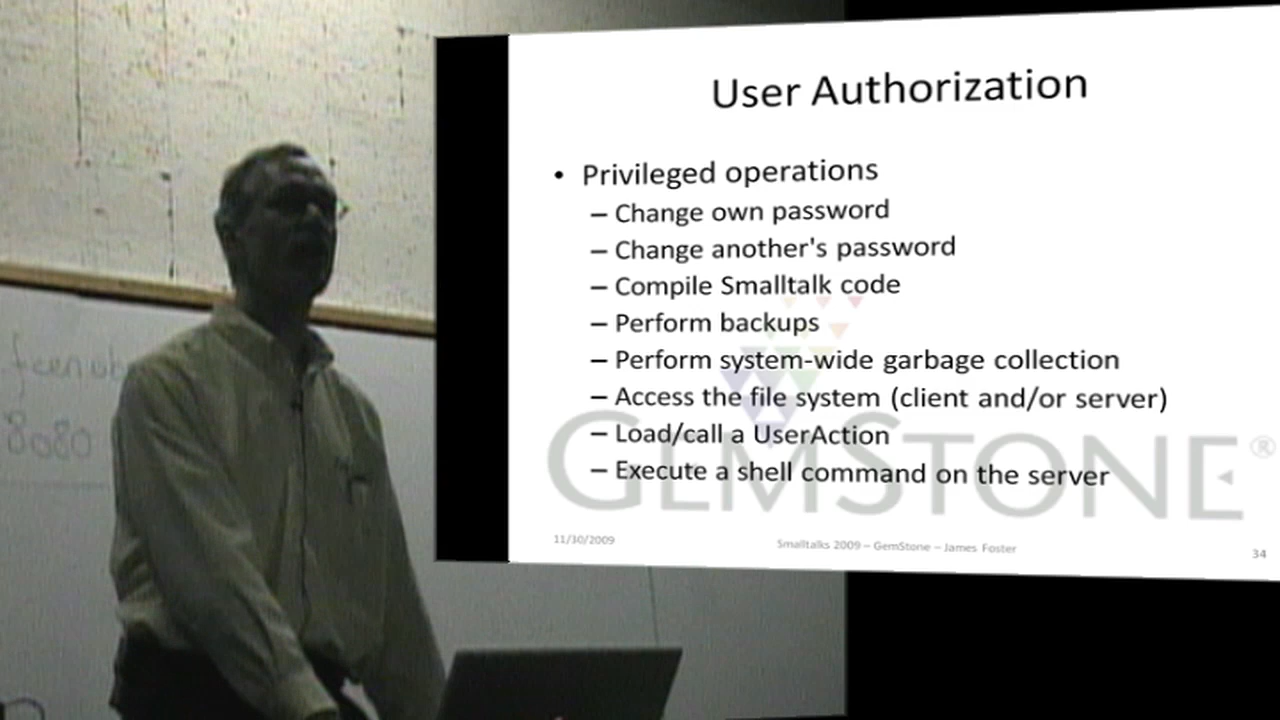 User Authorization
• Privileged operations
– Change own password
– Change another's password
– Compile Smalltalk code
– Perform backups
– Perform system-wide garbage collection
– Access the file system (client and/or server)
– Load/call a UserAction
– Execute a shell command on the server
GEMSTONE®
11/30/2009
Smalltalks 2009 – GemStone – James Foster
34
8080